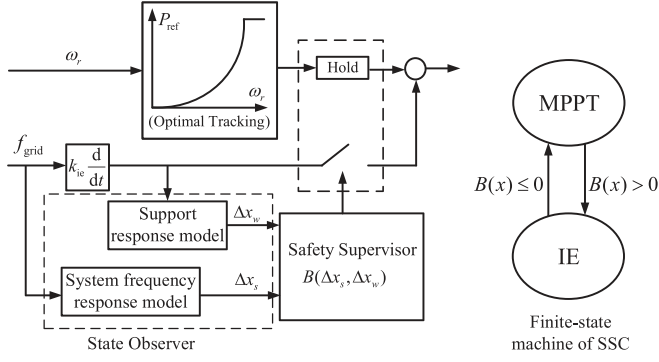 P_ref
ω_r
ω_r
(Optimal Tracking)
Hold
f_grid
k_ie d/dt
Support
response model
Δx_w
System frequency
response model
Δx_s
State Observer
Safety Supervisor
B(Δx_s, Δx_w)
MPPT
B(x) ≤ 0
B(x) > 0
IE
Finite-state
machine of SSC